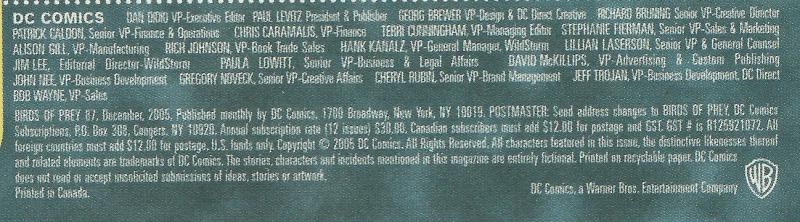 DC COMICS DAN DIDIO VP-Executive Editor PAUL LEVITZ President & Publisher GEORG BREWER VP-Design & DC Direct Creative RICHARD BRUNING Senior VP-Creative Director
PATRICK CALDON, Senior VP-Finance & Operations CHRIS CARAMALIS, VP-Finance TERRI CUNNINGHAM, VP-Managing Editor STEPHANIE FIERMAN, Senior VP-Sales & Marketing
ALISON GILL, VP-Manufacturing RICH JOHNSON, VP-Book Trade Sales HANK KANALZ, VP-General Manager, WildStorm LILLIAN LASERSON, Senior VP & General Counsel
JIM LEE, Editorial Director-WildStorm PAULA LOWITT, Senior VP-Business & Legal Affairs DAVID McKILLIPS, VP-Advertising & Custom Publishing
JOHN NEE, VP-Business Development GREGORY NOVECK, Senior VP-Creative Affairs CHERYL RUBIN, Senior VP-Brand Management JEFF TROJAN, VP-Business Development, DC Direct
BOB WAYNE, VP-Sales
BIRDS OF PREY 87, December, 2005. Published monthly by DC Comics, 1700 Broadway, New York, NY 10019. POSTMASTER: Send address changes to BIRDS OF PREY, DC Comics
Subscriptions, P.O. Box 308, Congers, NY 10920. Annual subscription rate (12 issues) $30.00. Canadian subscribers must add $12.00 for postage and GST. GST # is R125921072. All
foreign countries must add $12.00 for postage. U.S. funds only. Copyright © 2005 DC Comics. All Rights Reserved. All characters featured in this issue, the distinctive likenesses thereof
and related elements are trademarks of DC Comics. The stories, characters and incidents mentioned in this magazine are entirely fictional. Printed on recyclable paper. DC Comics
does not read or accept unsolicited submissions of ideas, stories or artwork.
Printed in Canada.
DC Comics, a Warner Bros. Entertainment Company
WB